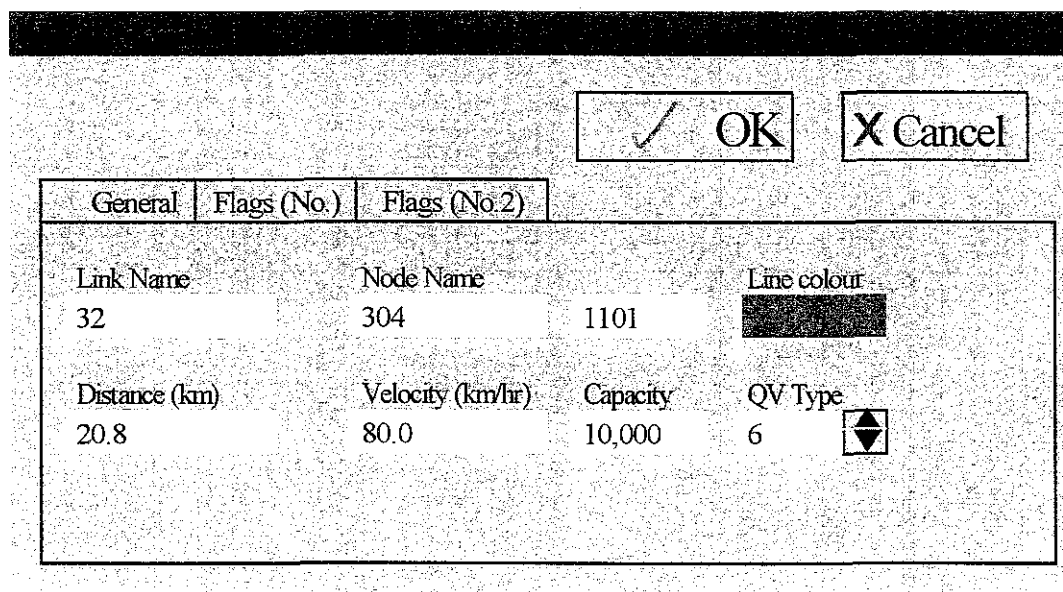 OK X Cancel
General Flags (No.) Flags (No.2)
Link Name Node Name Line colour
32 304 1101
Distance (km) Velocity (km/hr) Capacity QV Type
20.8 80.0 10,000 6